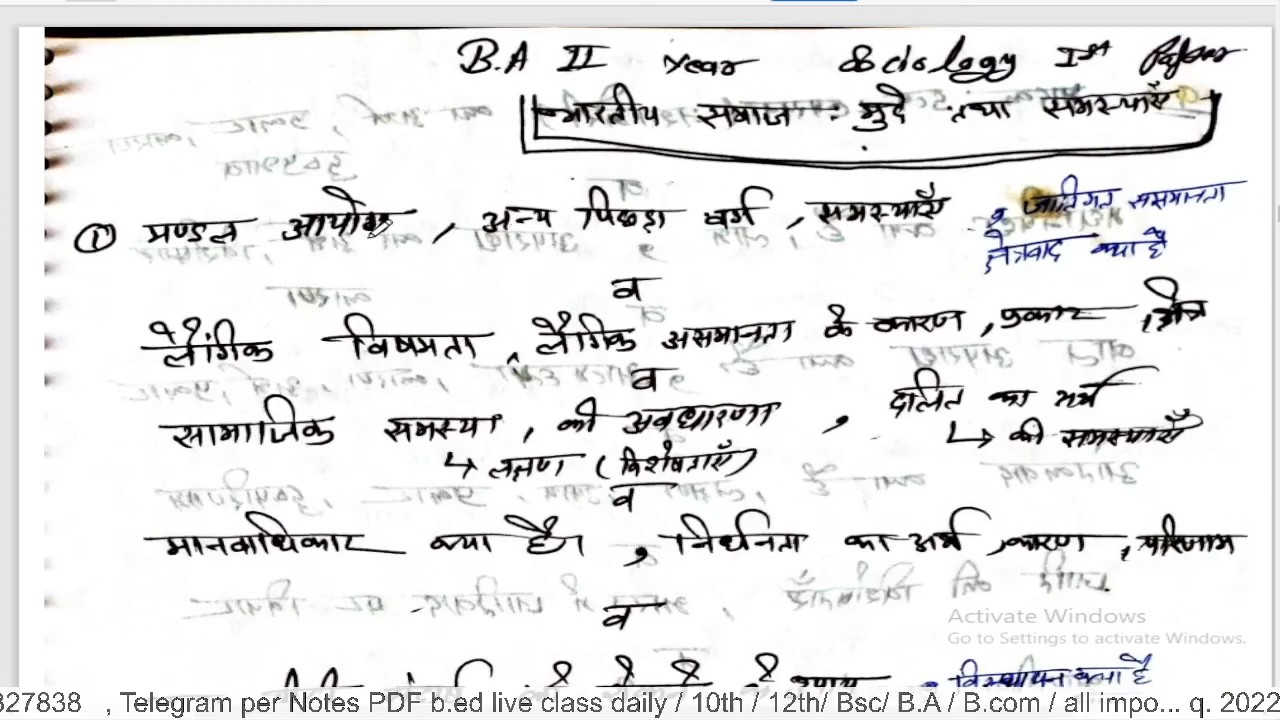 B.A II Year Sociology Ist Paper
भारतीय समाज : मुद्दे तथा समस्याएँ
① मण्डल आयोग, अन्य पिछड़ा वर्ग, समस्याएँ, जातिगत असमानता
क्षेत्रवाद क्या है
व
लैंगिक विषमता, लैंगिक असमानता के कारण, प्रकार, क्षेत्र
व
सामाजिक समस्या, की अवधारणा, दलित का अर्थ
↳ लक्षण (विशेषताएँ) ↳ की समस्याएँ
व
मानवाधिकार क्या है।, निर्धनता का अर्थ, कारण, परिणाम
व
विस्थापन क्या है
Activate Windows
Go to Settings to activate Windows.
827838 , Telegram per Notes PDF b.ed live class daily / 10th / 12th/ Bsc/ B.A / B.com / all impo... q. 2022